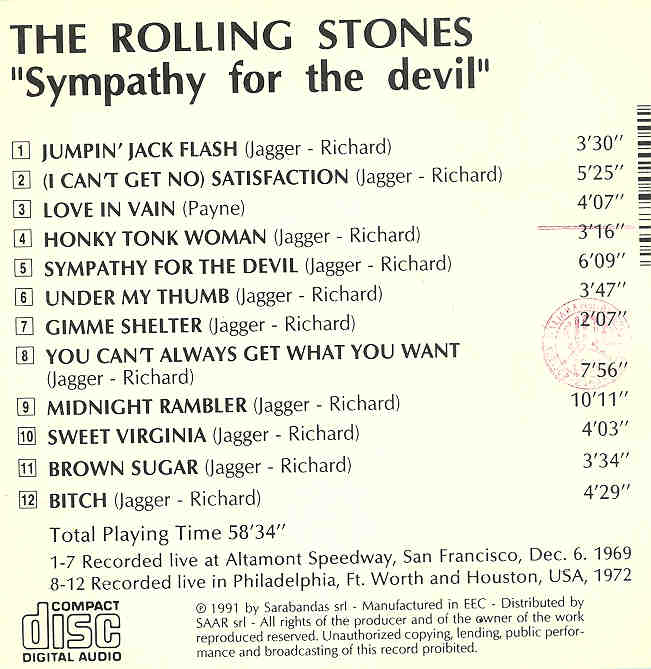 THE ROLLING STONES
"Sympathy for the devil"
1 JUMPIN' JACK FLASH (Jagger - Richard) 3'30''
2 (I CAN'T GET NO) SATISFACTION (Jagger - Richard) 5'25''
3 LOVE IN VAIN (Payne) 4'07''
4 HONKY TONK WOMAN (Jagger - Richard) 3'16''
5 SYMPATHY FOR THE DEVIL (Jagger - Richard) 6'09''
6 UNDER MY THUMB (Jagger - Richard) 3'47''
7 GIMME SHELTER (Jagger - Richard) 2'07''
8 YOU CAN'T ALWAYS GET WHAT YOU WANT
(Jagger - Richard) 7'56''
9 MIDNIGHT RAMBLER (Jagger - Richard) 10'11''
10 SWEET VIRGINIA (Jagger - Richard) 4'03''
11 BROWN SUGAR (Jagger - Richard) 3'34''
12 BITCH (Jagger - Richard) 4'29''
Total Playing Time 58'34''
1-7 Recorded live at Altamont Speedway, San Francisco, Dec. 6. 1969
8-12 Recorded live in Philadelphia, Ft. Worth and Houston, USA, 1972
COMPACT
disc
DIGITAL AUDIO
℗ 1991 by Sarabandas srl - Manufactured in EEC - Distributed by
SAAR srl - All rights of the producer and of the owner of the work
reproduced reserved. Unauthorized copying, lending, public perfor-
mance and broadcasting of this record proibited.